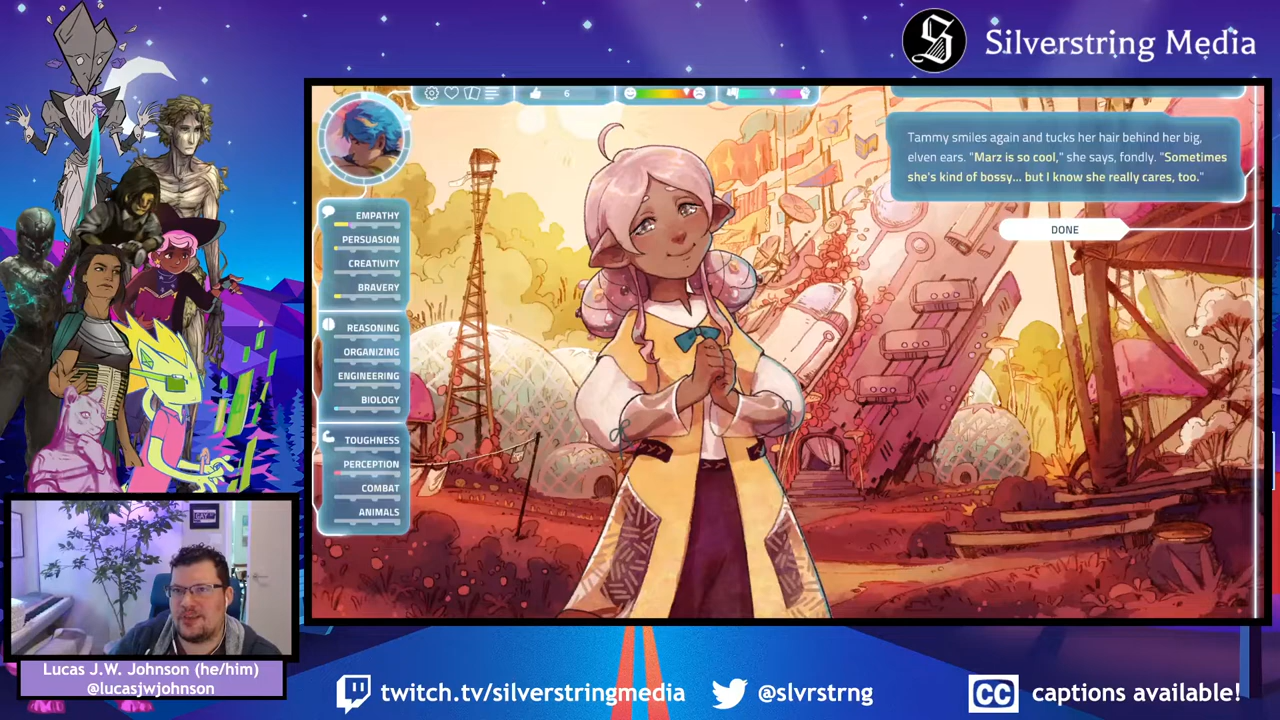 S Silverstring Media
6
Tammy smiles again and tucks her hair behind her big,
elven ears. "Marz is so cool," she says, fondly. "Sometimes
she's kind of bossy... but I know she really cares, too."
DONE
EMPATHY
PERSUASION
CREATIVITY
BRAVERY
REASONING
ORGANIZING
ENGINEERING
BIOLOGY
TOUGHNESS
PERCEPTION
COMBAT
ANIMALS
Lucas J.W. Johnson (he/him)
@lucasjwjohnson
twitch.tv/silverstringmedia
@slvrstrng
CC captions available!